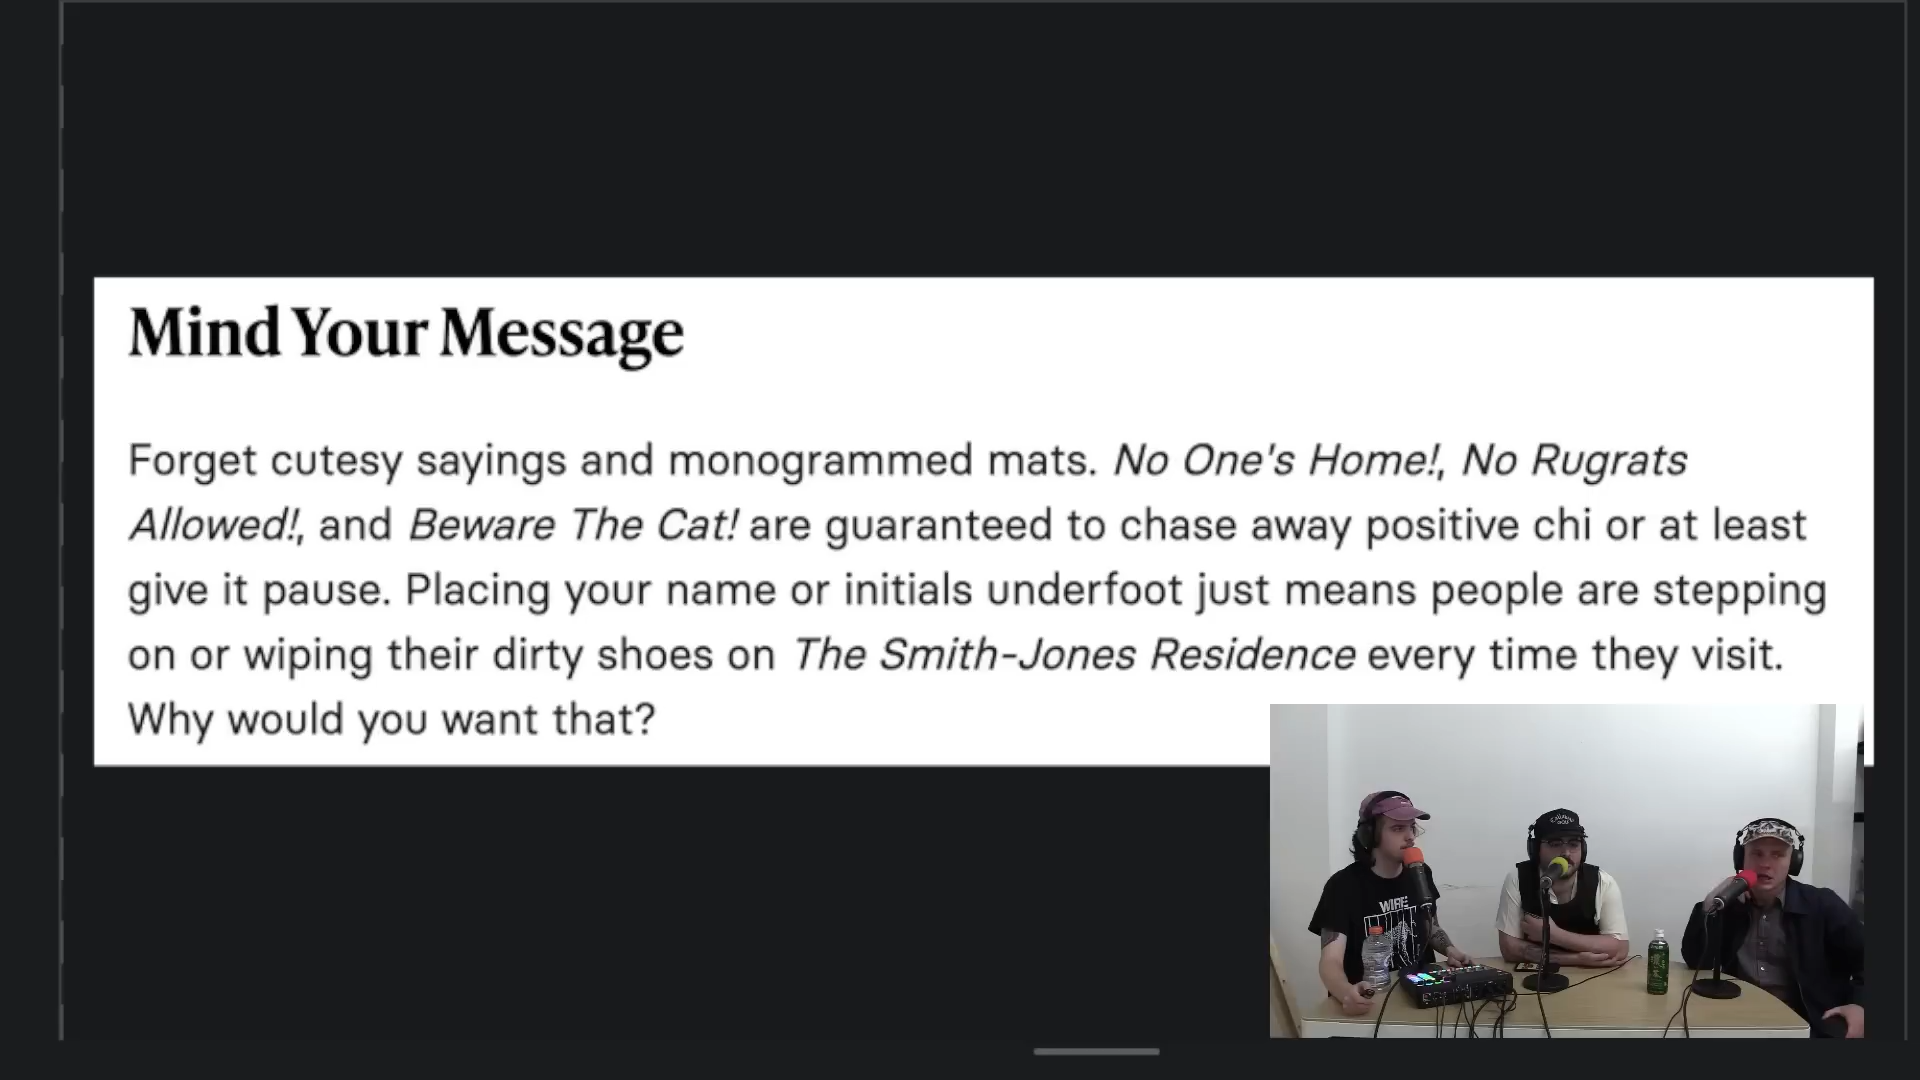 Mind Your Message
Forget cutesy sayings and monogrammed mats. No One's Home!, No Rugrats
Allowed!, and Beware The Cat! are guaranteed to chase away positive chi or at least
give it pause. Placing your name or initials underfoot just means people are stepping
on or wiping their dirty shoes on The Smith-Jones Residence every time they visit.
Why would you want that?
WIRE